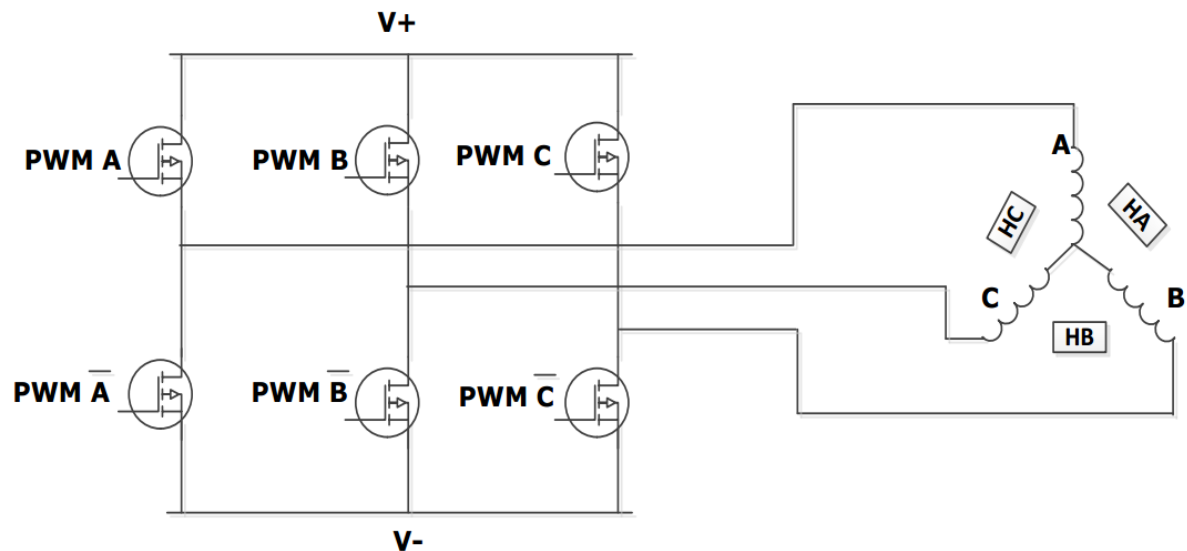 V+
PWM A
PWM B
PWM C
A
HC
HA
C
B
HB
PWM A̅
PWM B̅
PWM C̅
V-